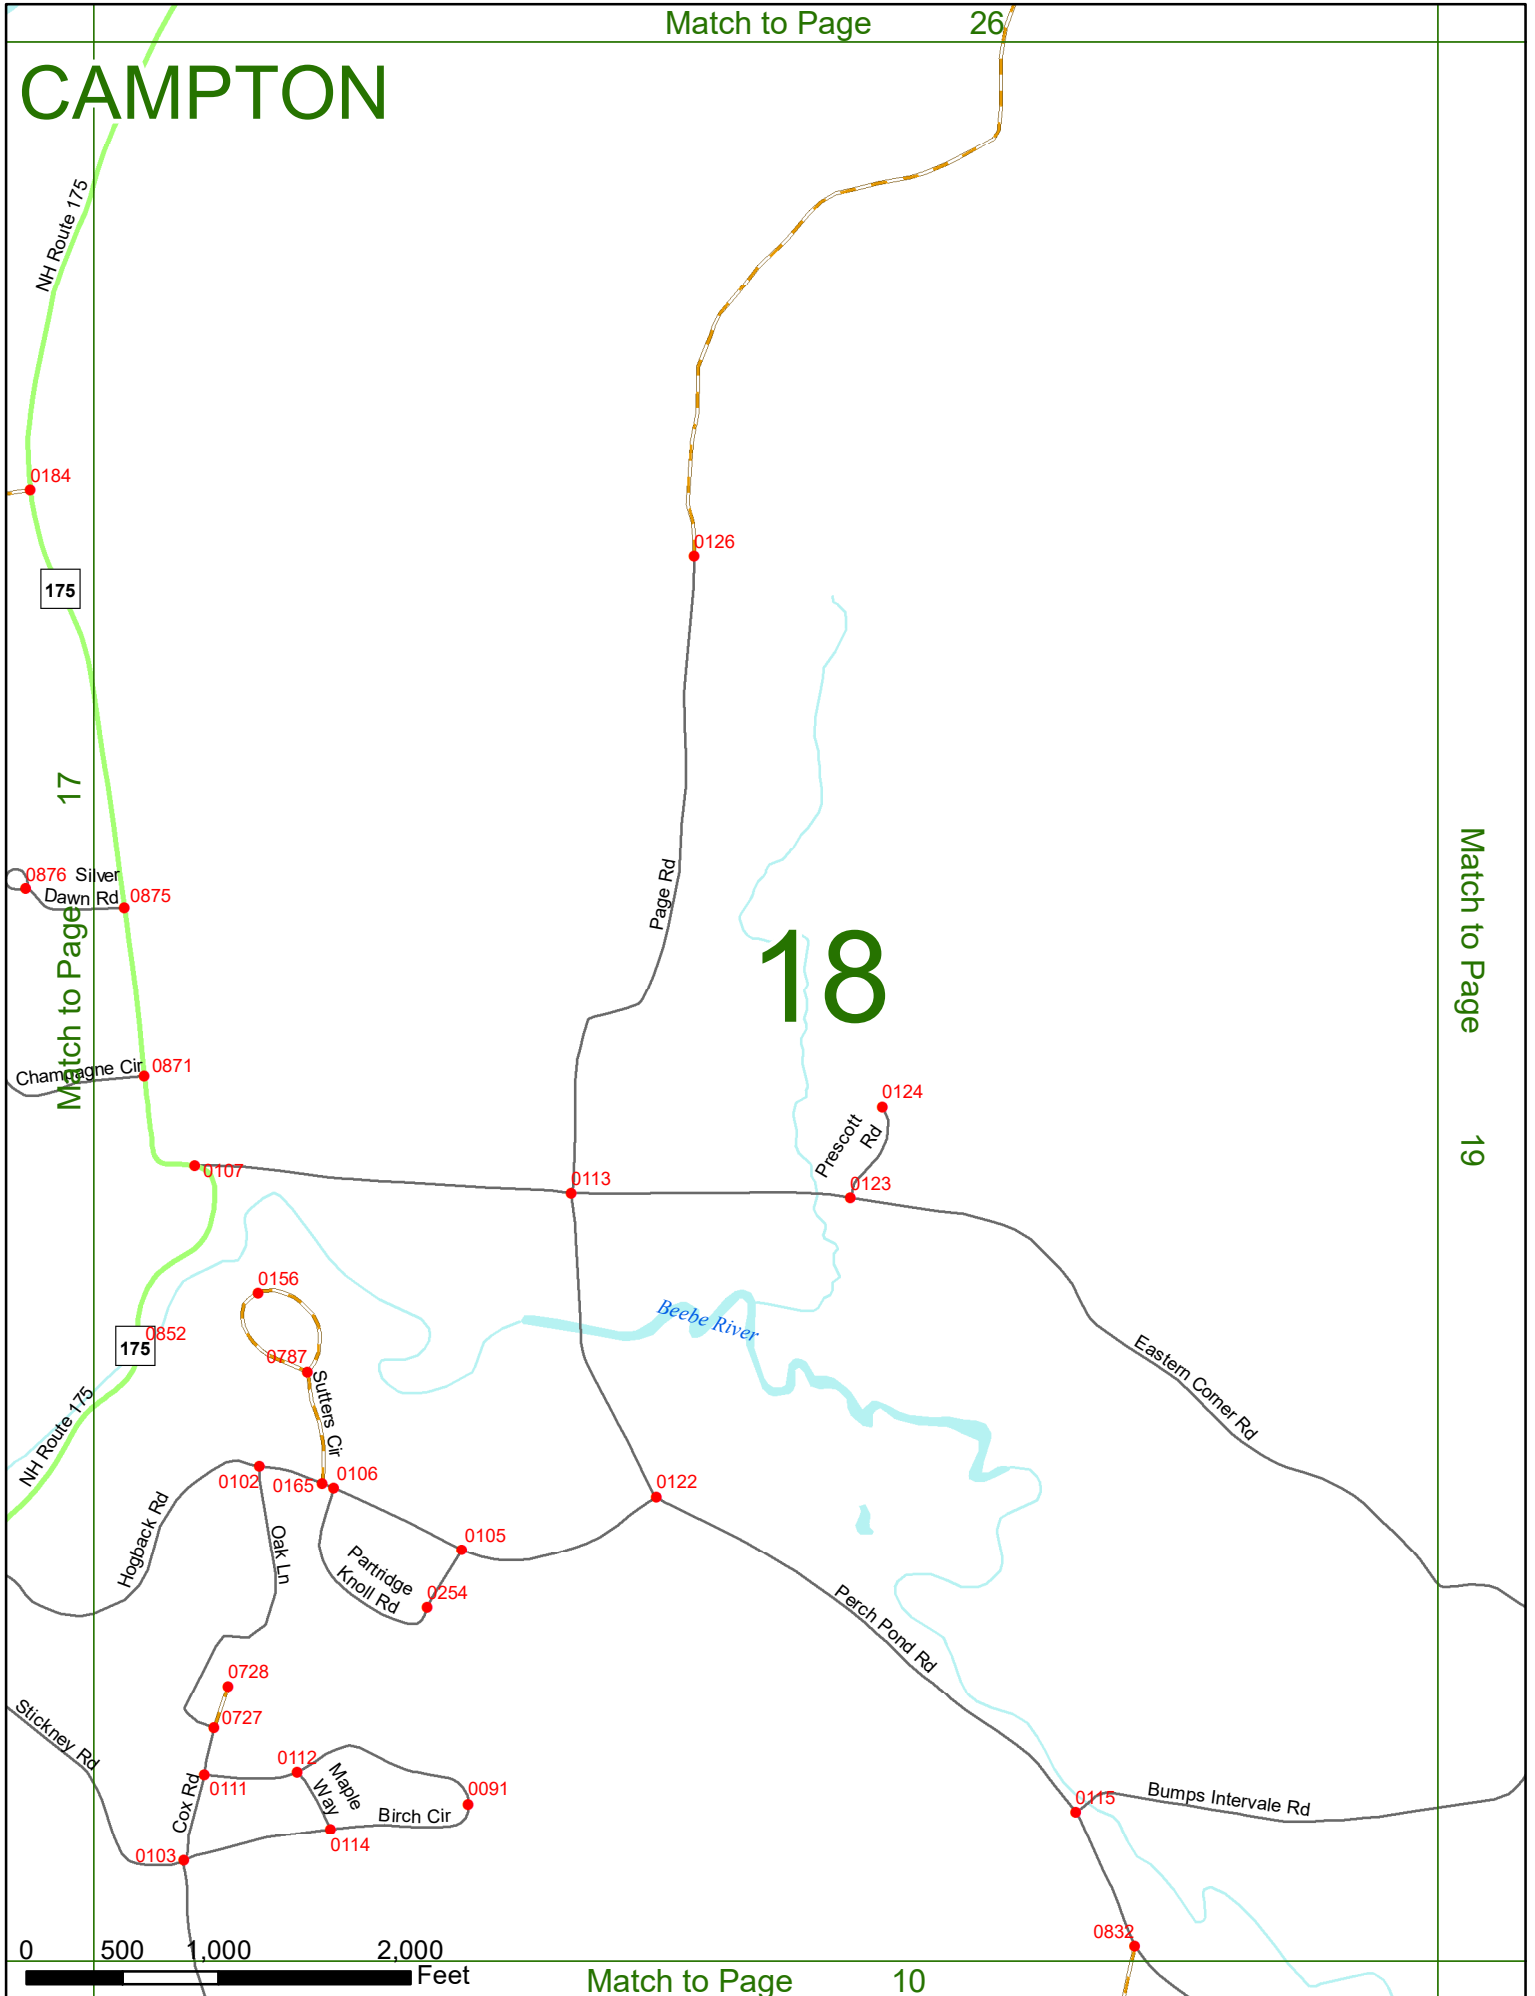 Match to Page 26
CAMPTON
NH Route 175
0184
0126
175
17
Match to Page
0876 Silver
Dawn Rd 0875
Page Rd
18
Match to Page
19
Champagne Cir 0871
0124
Prescott
Rd
0107
0113
0123
0156
Beebe River
0852
175
0787
Sutters Cir
Eastern Corner Rd
NH Route 175
0102
0165
0106
0122
Hogback Rd
Oak Ln
0105
Partridge
Knoll Rd
0254
Perch Pond Rd
0728
0727
Stickney Rd
0112
Maple
Way
0111
Cox Rd
0091
Birch Cir
0115
Bumps Intervale Rd
0114
0103
0832
0 500 1,000 2,000
Feet
Match to Page 10